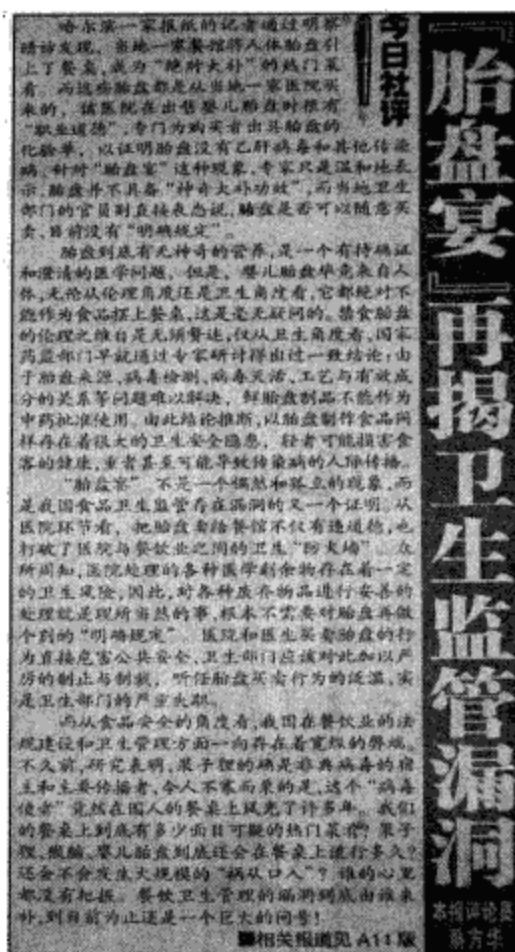 『胎盘宴』再揭卫生监管漏洞
本报评论员
今日社评
哈尔滨一家报纸的记者通过明察
暗访发现，当地一家餐馆将人体胎盘引
上了餐桌，成为“绝对大补”的热门菜
肴。而这些胎盘都是从当地一家医院买
来的，该医院在出售婴儿胎盘时很有
“职业道德”，专门为购买者出具胎盘的
化验单，以证明胎盘没有乙肝病毒和其他传染
病。针对“胎盘宴”这种现象，专家只是温和地表
示，胎盘并不具备“神奇大补功效”，而当地卫生
部门的官员则直接表态说，胎盘是否可以随意买
卖，目前没有“明确规定”。
胎盘到底有无神奇的营养，是一个有待确证
和澄清的医学问题，但是，婴儿胎盘毕竟来自人
体，无论从伦理角度还是卫生角度看，它都绝对不
能作为食品摆上餐桌，这是毫无疑问的。禁食胎盘
的伦理之维自是无须赘述，仅从卫生角度看，国家
药监部门早就通过专家研讨得出过一致结论：由
于胎盘来源、病毒检测、病毒灭活、工艺与有效成
分的关系等问题难以解决，鲜胎盘制品不能作为
中药批准使用。由此结论推断，以胎盘制作食品同
样存在着很大的卫生安全隐患，轻者可能损害食
客的健康，重者甚至可能导致传染病的人际传播。
“胎盘宴”不是一个偶然和孤立的现象，而
是我国食品卫生监管存在漏洞的又一个证明。从
医院环节看，把胎盘卖给餐馆不仅有违道德，也
打破了医院与餐饮业之间的卫生“防火墙”。众
所周知，医院处理的各种医学剩余物存在着一定
的卫生风险，因此，对各种废弃物品进行妥善的
处理就是理所当然的事，根本不需要对胎盘再做
个别的“明确规定”。医院和医生买卖胎盘的行
为直接危害公共安全，卫生部门应该对此加以严
厉的制止与制裁，听任胎盘买卖行为的泛滥，实
是卫生部门的严重失职。
而从食品安全的角度看，我国在餐饮业的法
规建设和卫生管理方面一向存在着宽纵的弊端。
不久前，研究表明，果子狸的确是非典病毒的宿
主和主要传播者，令人不寒而栗的是，这个“病毒
使者”竟然在国人的餐桌上风光了许多年。我们
的餐桌上到底有多少面目可疑的热门菜肴？果子
狸、猴脑、婴儿胎盘到底还会在餐桌上流行多久？
还会不会发生大规模的“祸从口入”？谁的心里
都没有把握。餐饮卫生管理的漏洞到底由谁来
补，到目前为止还是一个巨大的问号！
■相关报道见 A11 版